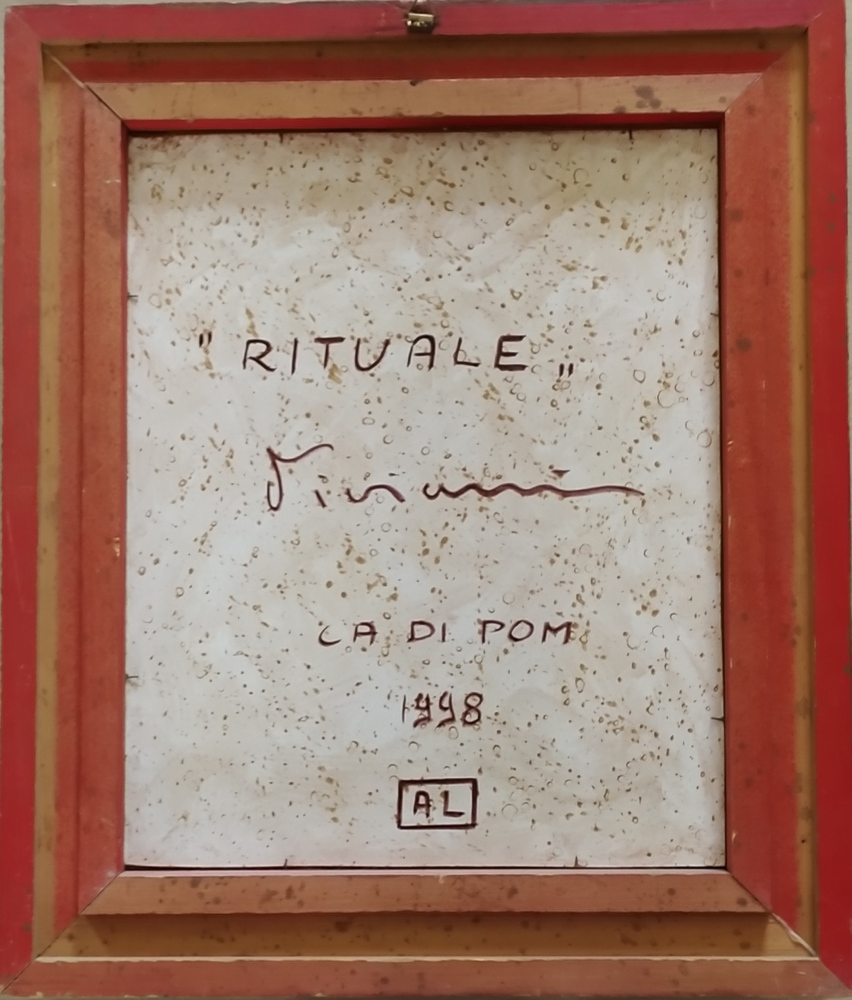 " RITUALE „
CA DI POM
1998
AL